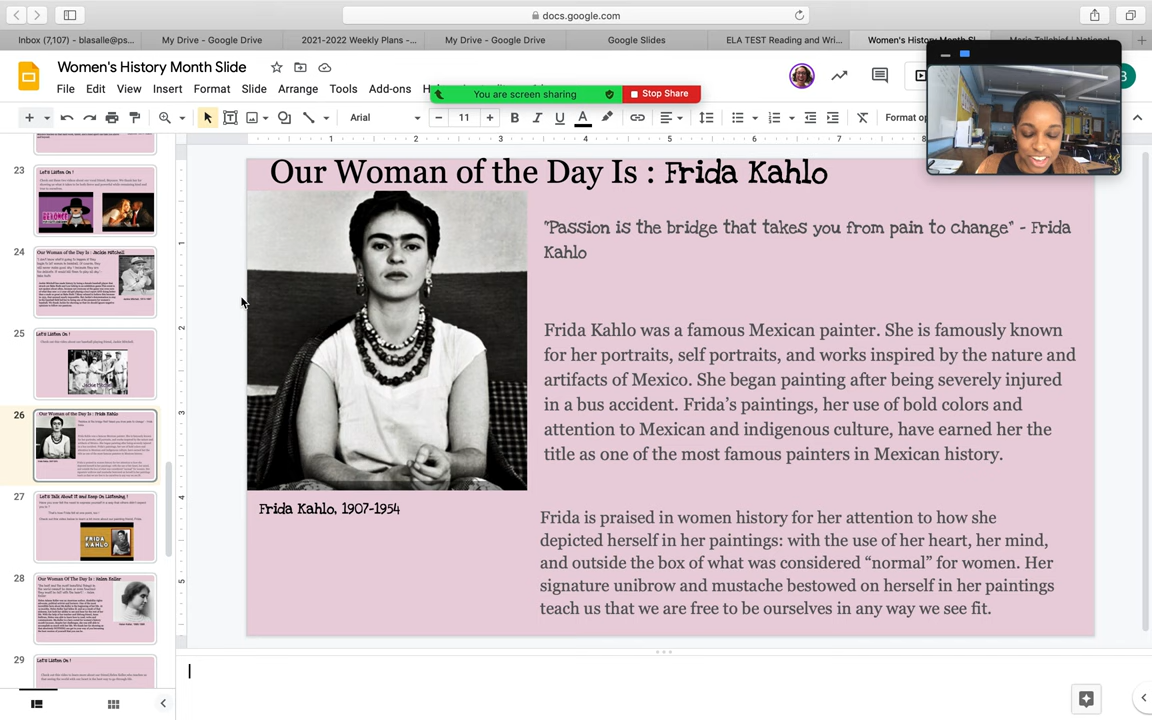 docs.google.com
Inbox (7,107) - blasalle@ps...
My Drive - Google Drive
2021-2022 Weekly Plans -...
My Drive - Google Drive
Google Slides
ELA TEST Reading and Wri...
Women's History Month Sl
Maria Tallchief | National
Women's History Month Slide
File Edit View Insert Format Slide Arrange Tools Add-ons H
You are screen sharing
Stop Share
Arial
11
Format op
1 2 3 4 5 6 7 8
23
Let's Listen On !
24
Our Woman of the Day Is : Jackie Mitchell
25
Let's Listen On !
Jackie Mitchell
26
Our Woman of the Day Is : Frida Kahlo
27
Let's Talk About It and Keep On Listening !
FRIDA
KAHLO
28
Our Woman Of The Day Is : Helen Keller
29
Let's Listen On !
Our Woman of the Day Is : Frida Kahlo
"Passion is the bridge that takes you from pain to change" - Frida
Kahlo
Frida Kahlo was a famous Mexican painter. She is famously known
for her portraits, self portraits, and works inspired by the nature and
artifacts of Mexico. She began painting after being severely injured
in a bus accident. Frida's paintings, her use of bold colors and
attention to Mexican and indigenous culture, have earned her the
title as one of the most famous painters in Mexican history.
Frida Kahlo, 1907-1954
Frida is praised in women history for her attention to how she
depicted herself in her paintings: with the use of her heart, her mind,
and outside the box of what was considered “normal” for women. Her
signature unibrow and mustache bestowed on herself in her paintings
teach us that we are free to be ourselves in any way we see fit.